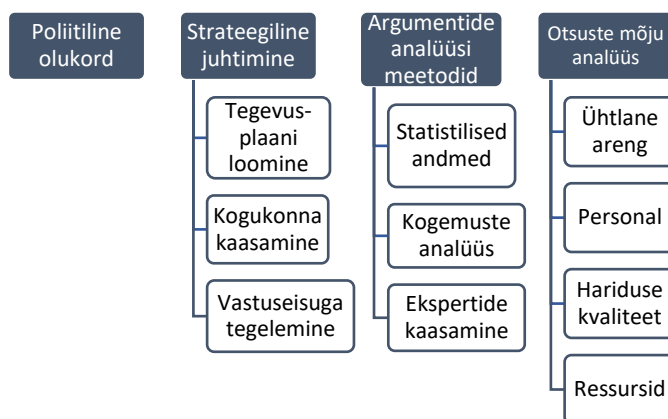 Poliitiline
olukord
Strateegiline
juhtimine
Tegevus-
plaani
loomine
Kogukonna
kaasamine
Vastuseisuga
tegelemine
Argumentide
analüüsi
meetodid
Statistilised
andmed
Kogemuste
analüüs
Ekspertide
kaasamine
Otsuste mõju
analüüs
Ühtlane
areng
Personal
Hariduse
kvaliteet
Ressursid